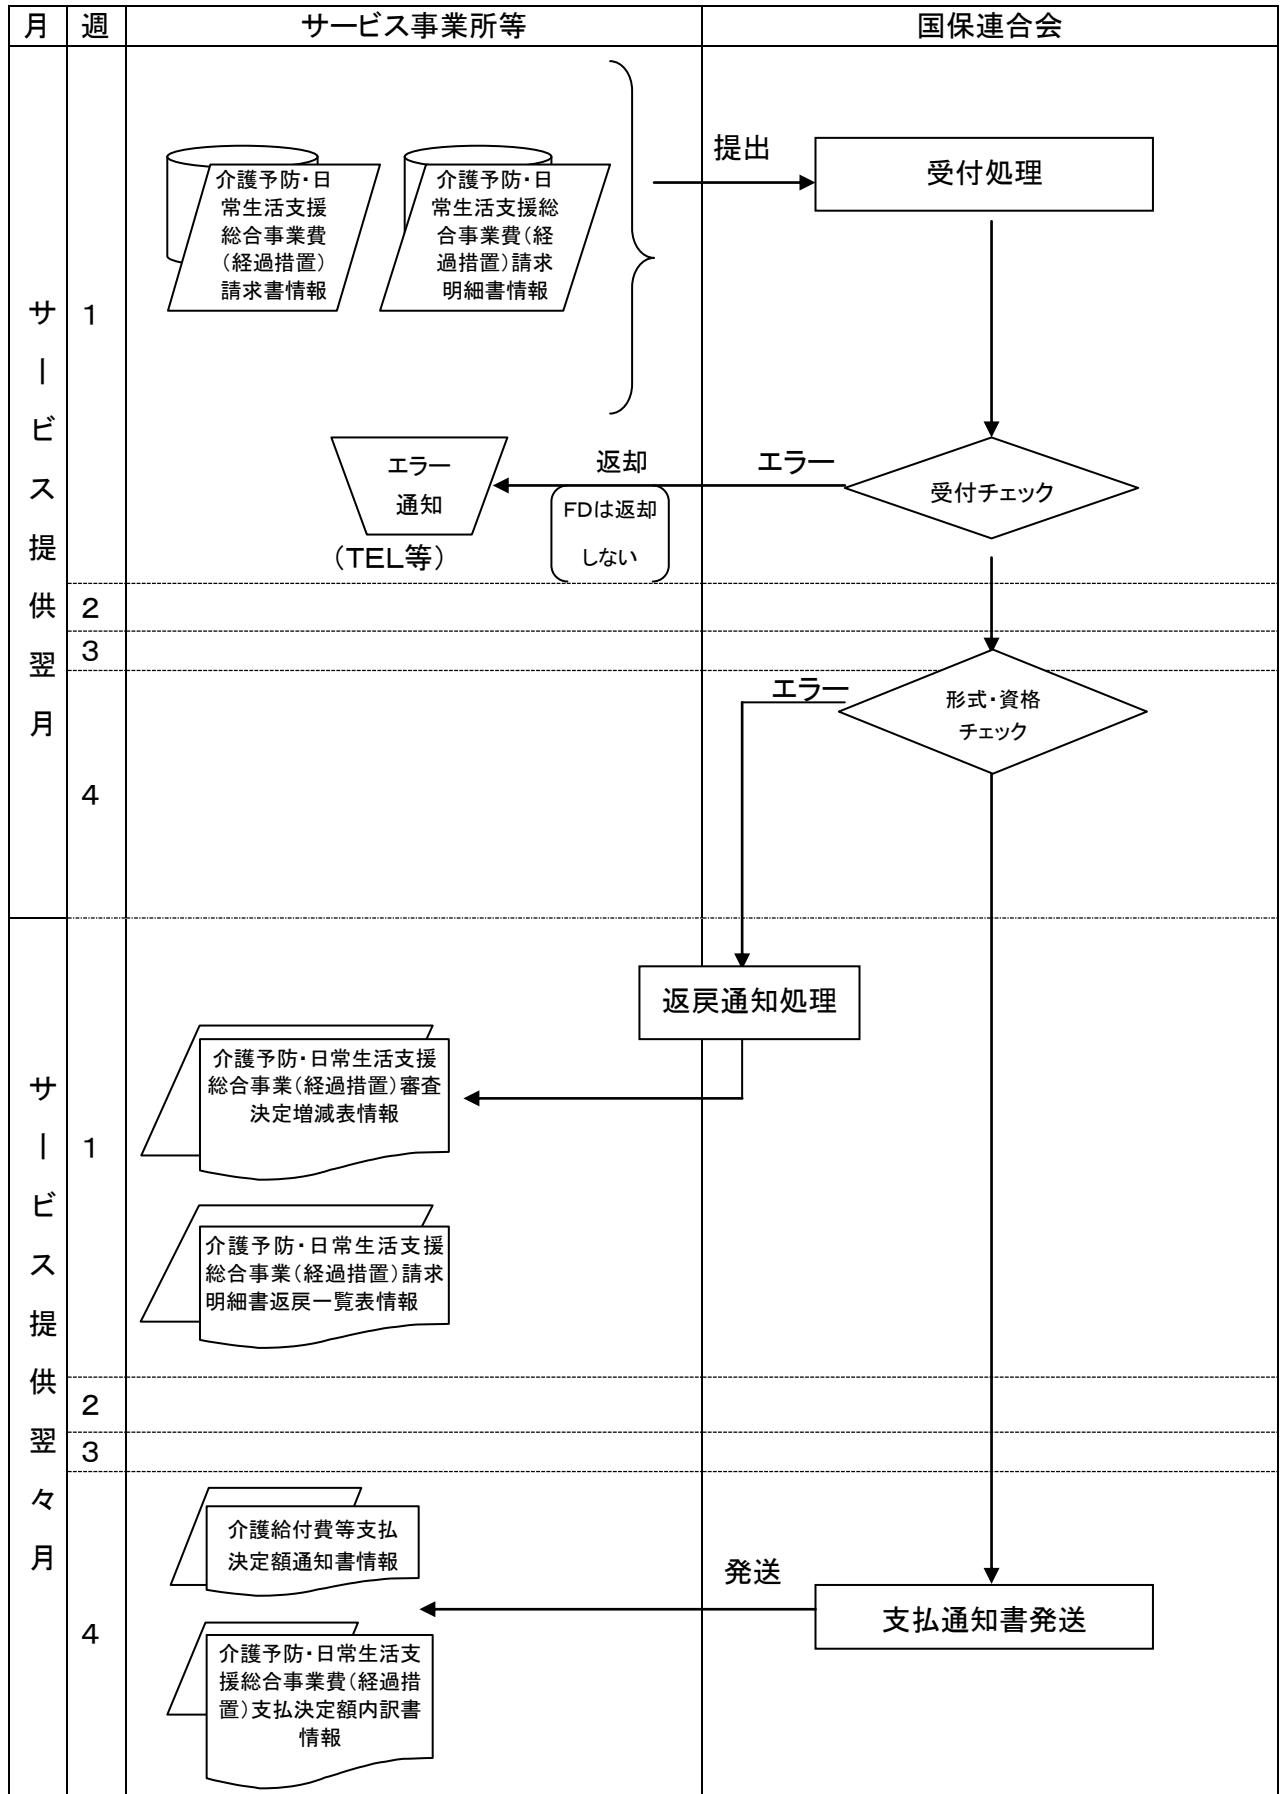 月 週 サービス事業所等 国保連合会
サービス提供翌月
1
介護予防・日
常生活支援
総合事業費
(経過措置)
請求書情報
介護予防・日
常生活支援総
合事業費(経
過措置)請求
明細書情報
提出
受付処理
エラー
通知
(TEL等)
返却
FDは返却
しない
エラー
受付チェック
2
3
4
エラー
形式・資格
チェック
サービス提供翌々月
1
返戻通知処理
介護予防・日常生活支援
総合事業(経過措置)審査
決定増減表情報
介護予防・日常生活支援
総合事業(経過措置)請求
明細書返戻一覧表情報
2
3
4
介護給付費等支払
決定額通知書情報
発送
支払通知書発送
介護予防・日常生活支
援総合事業費(経過措
置)支払決定額内訳書
情報